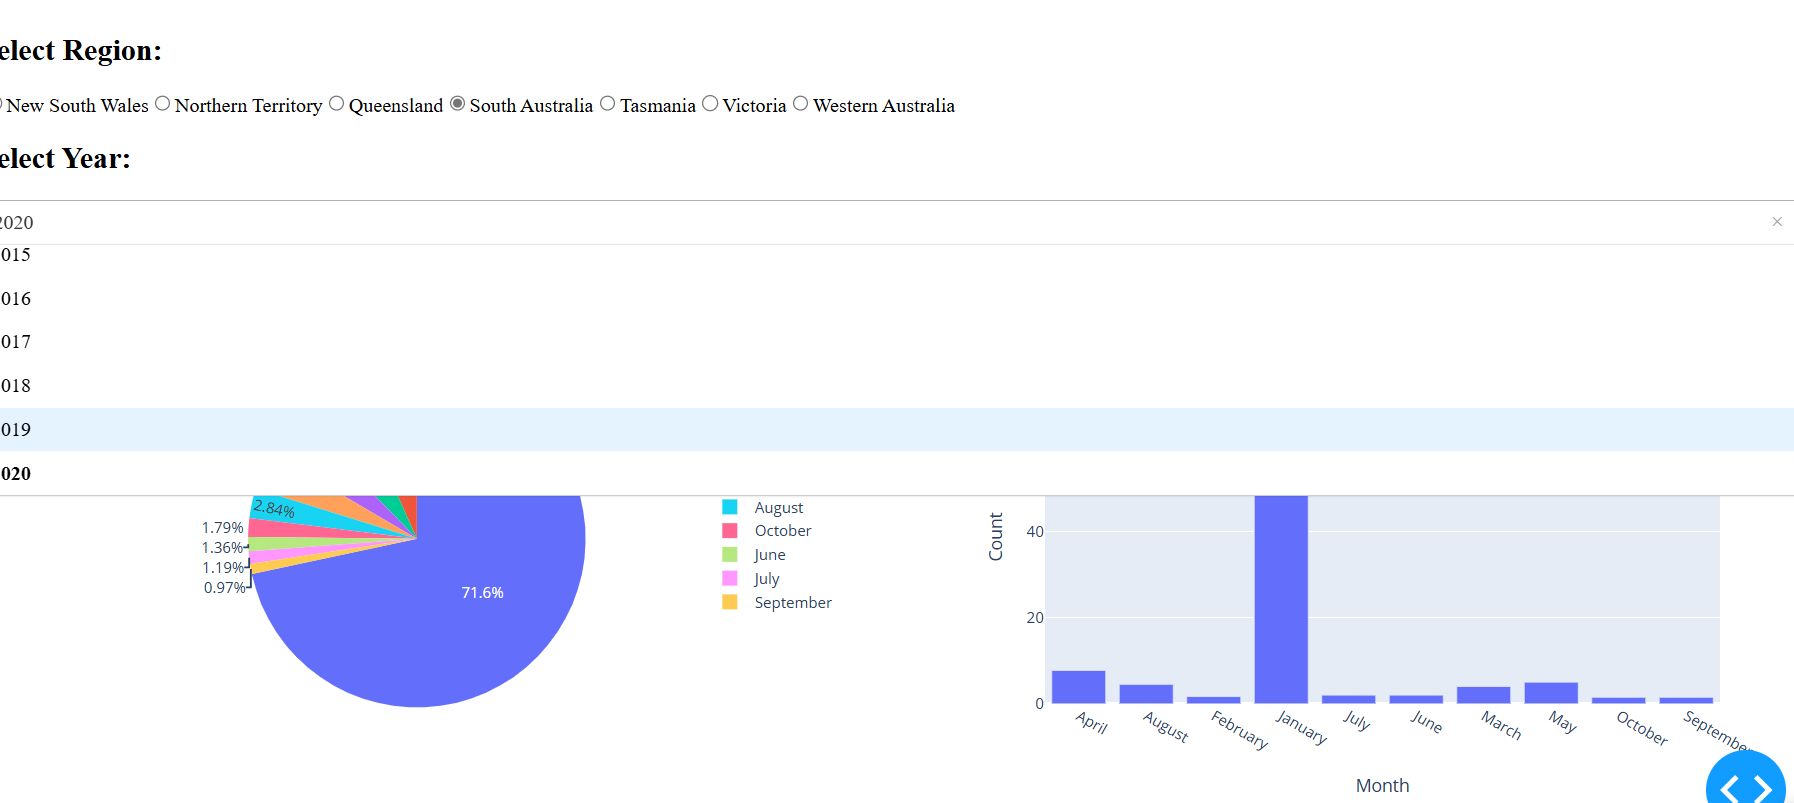 elect Region:
New South Wales Northern Territory Queensland South Australia Tasmania Victoria Western Australia
elect Year:
2020
×
015
016
017
018
019
020
2.84%
1.79%
1.36%
1.19%
0.97%
71.6%
August
October
June
July
September
Count
40
20
0
April
August
February
January
July
June
March
May
October
September
Month